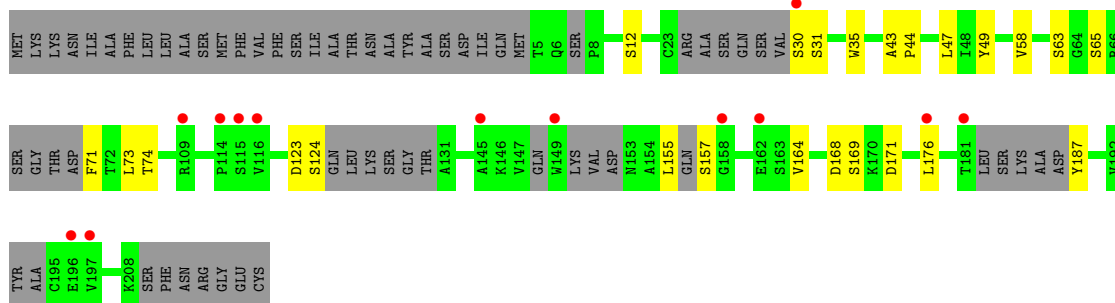 MET LYS LYS ASN ILE ALA PHE LEU LEU ALA SER MET PHE VAL PHE SER ILE ALA THR ASN ALA TYR ALA SER ASP ILE GLN MET T5 Q6 SER P8 S12 C23 ARG ALA SER GLN SER VAL S30 S31 W35 A43 P44 L47 I48 Y49 V58 S63 G64 S65 R66
SER GLY THR ASP F71 T72 L73 T74 R109 P114 S115 V116 D123 S124 GLN LEU LYS SER GLY THR A131 A145 K146 V147 GLN W149 LYS VAL ASP N153 A154 L155 GLN S157 G158 E162 S163 V164 D168 S169 K170 D171 L176 T181 LEU SER LYS ALA ASP Y187 V192
TYR ALA C195 E196 V197 K208 SER PHE ASN ARG GLY GLU CYS